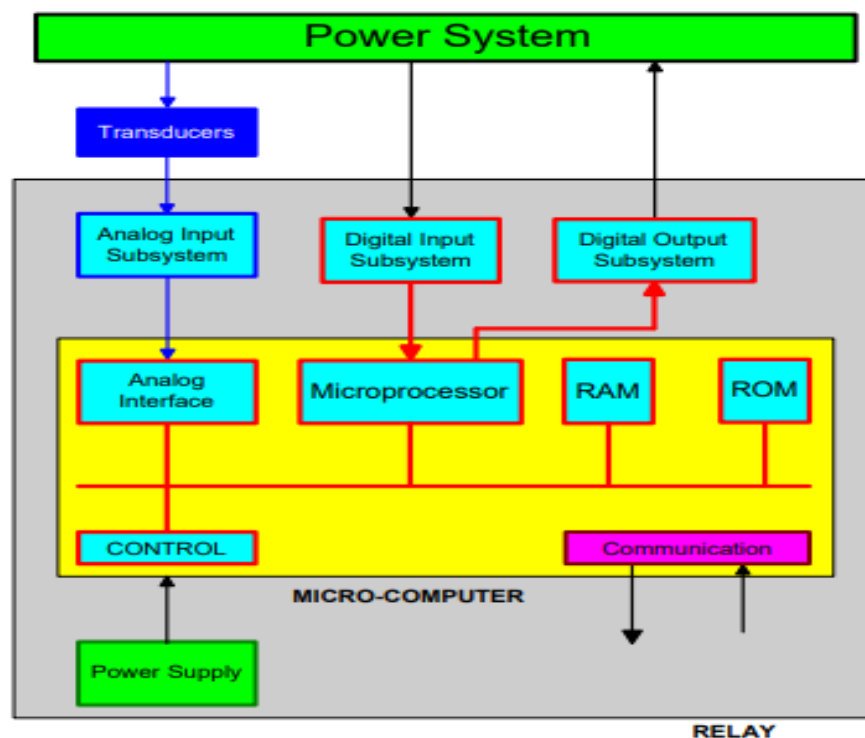 Power System
Transducers
Analog Input
Subsystem
Digital Input
Subsystem
Digital Output
Subsystem
Analog
Interface
Microprocessor
RAM
ROM
CONTROL
Communication
MICRO-COMPUTER
Power Supply
RELAY